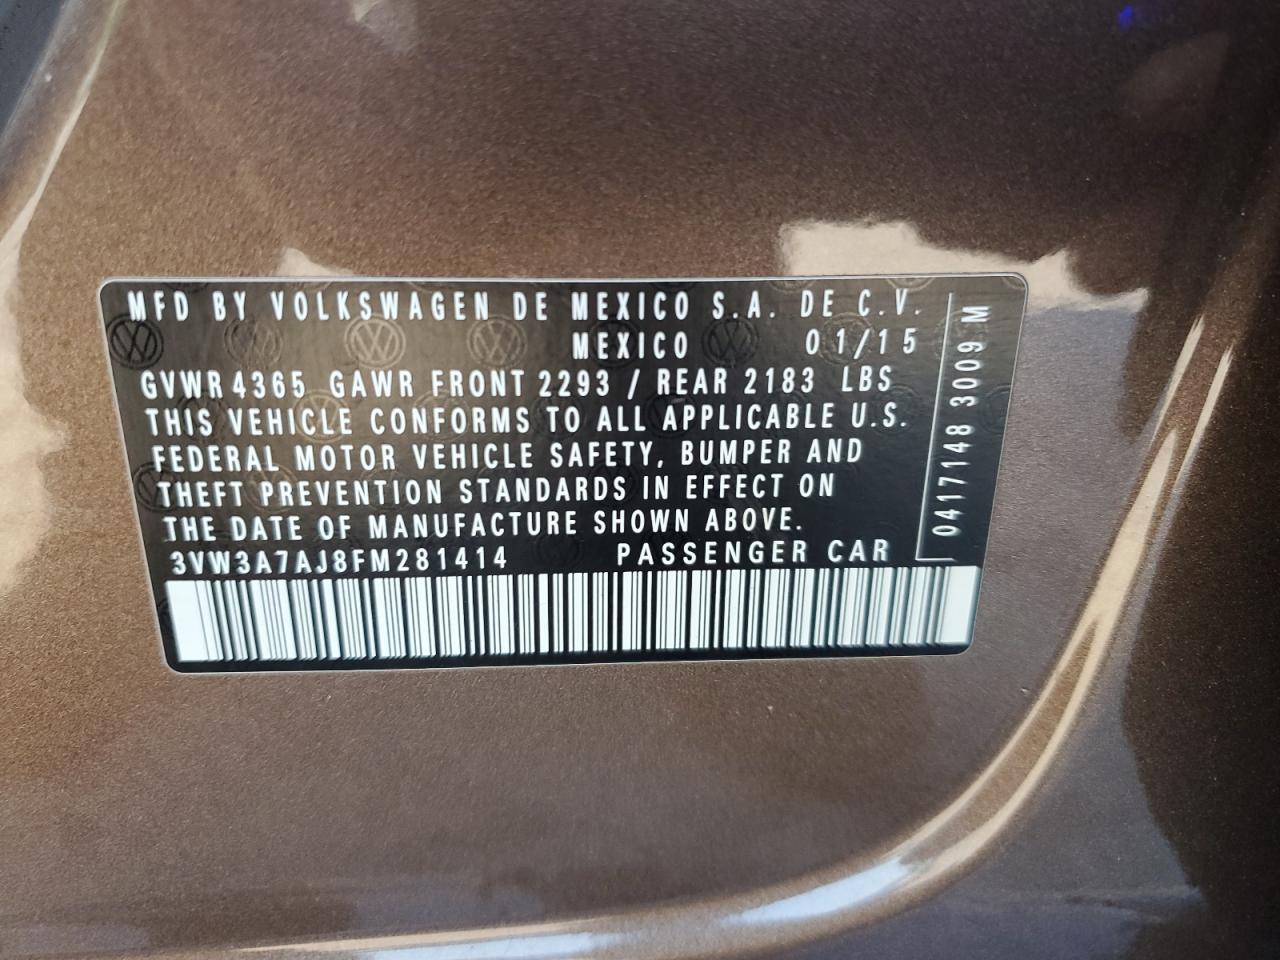 MFD BY VOLKSWAGEN DE MEXICO S.A. DE C.V.
MEXICO 01/15
GVWR 4365 GAWR FRONT 2293 / REAR 2183 LBS
THIS VEHICLE CONFORMS TO ALL APPLICABLE U.S.
FEDERAL MOTOR VEHICLE SAFETY, BUMPER AND
THEFT PREVENTION STANDARDS IN EFFECT ON
THE DATE OF MANUFACTURE SHOWN ABOVE.
3VW3A7AJ8FM281414 PASSENGER CAR
0417148 3009 M